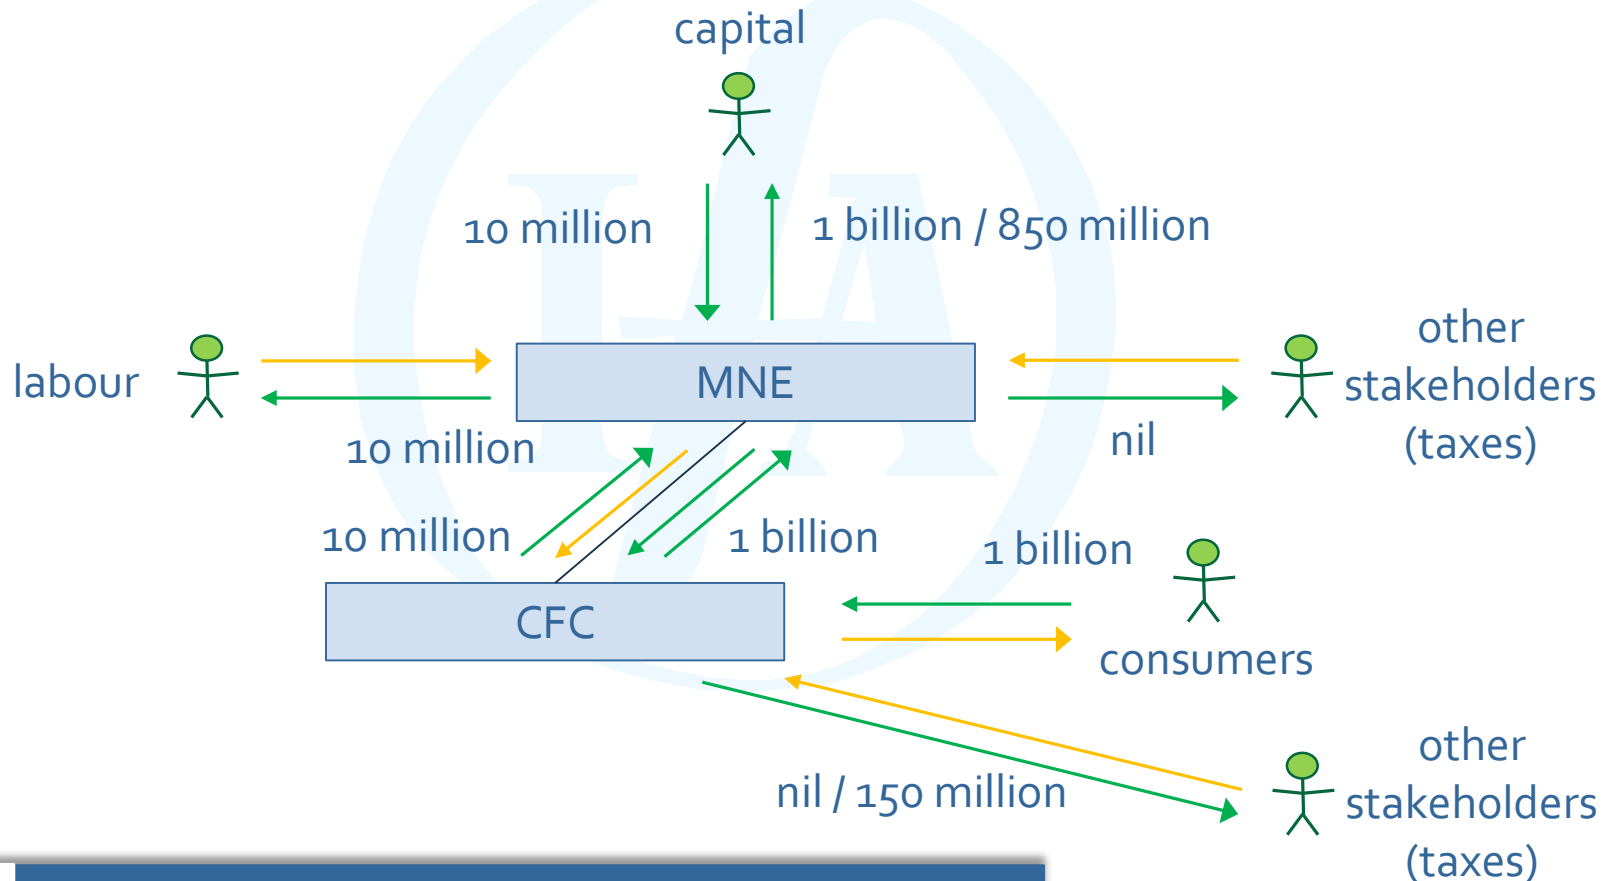 capital
10 million
1 billion / 850 million
labour
MNE
other
stakeholders
(taxes)
10 million
nil
10 million
1 billion
1 billion
CFC
consumers
nil / 150 million
other
stakeholders
(taxes)
IFA